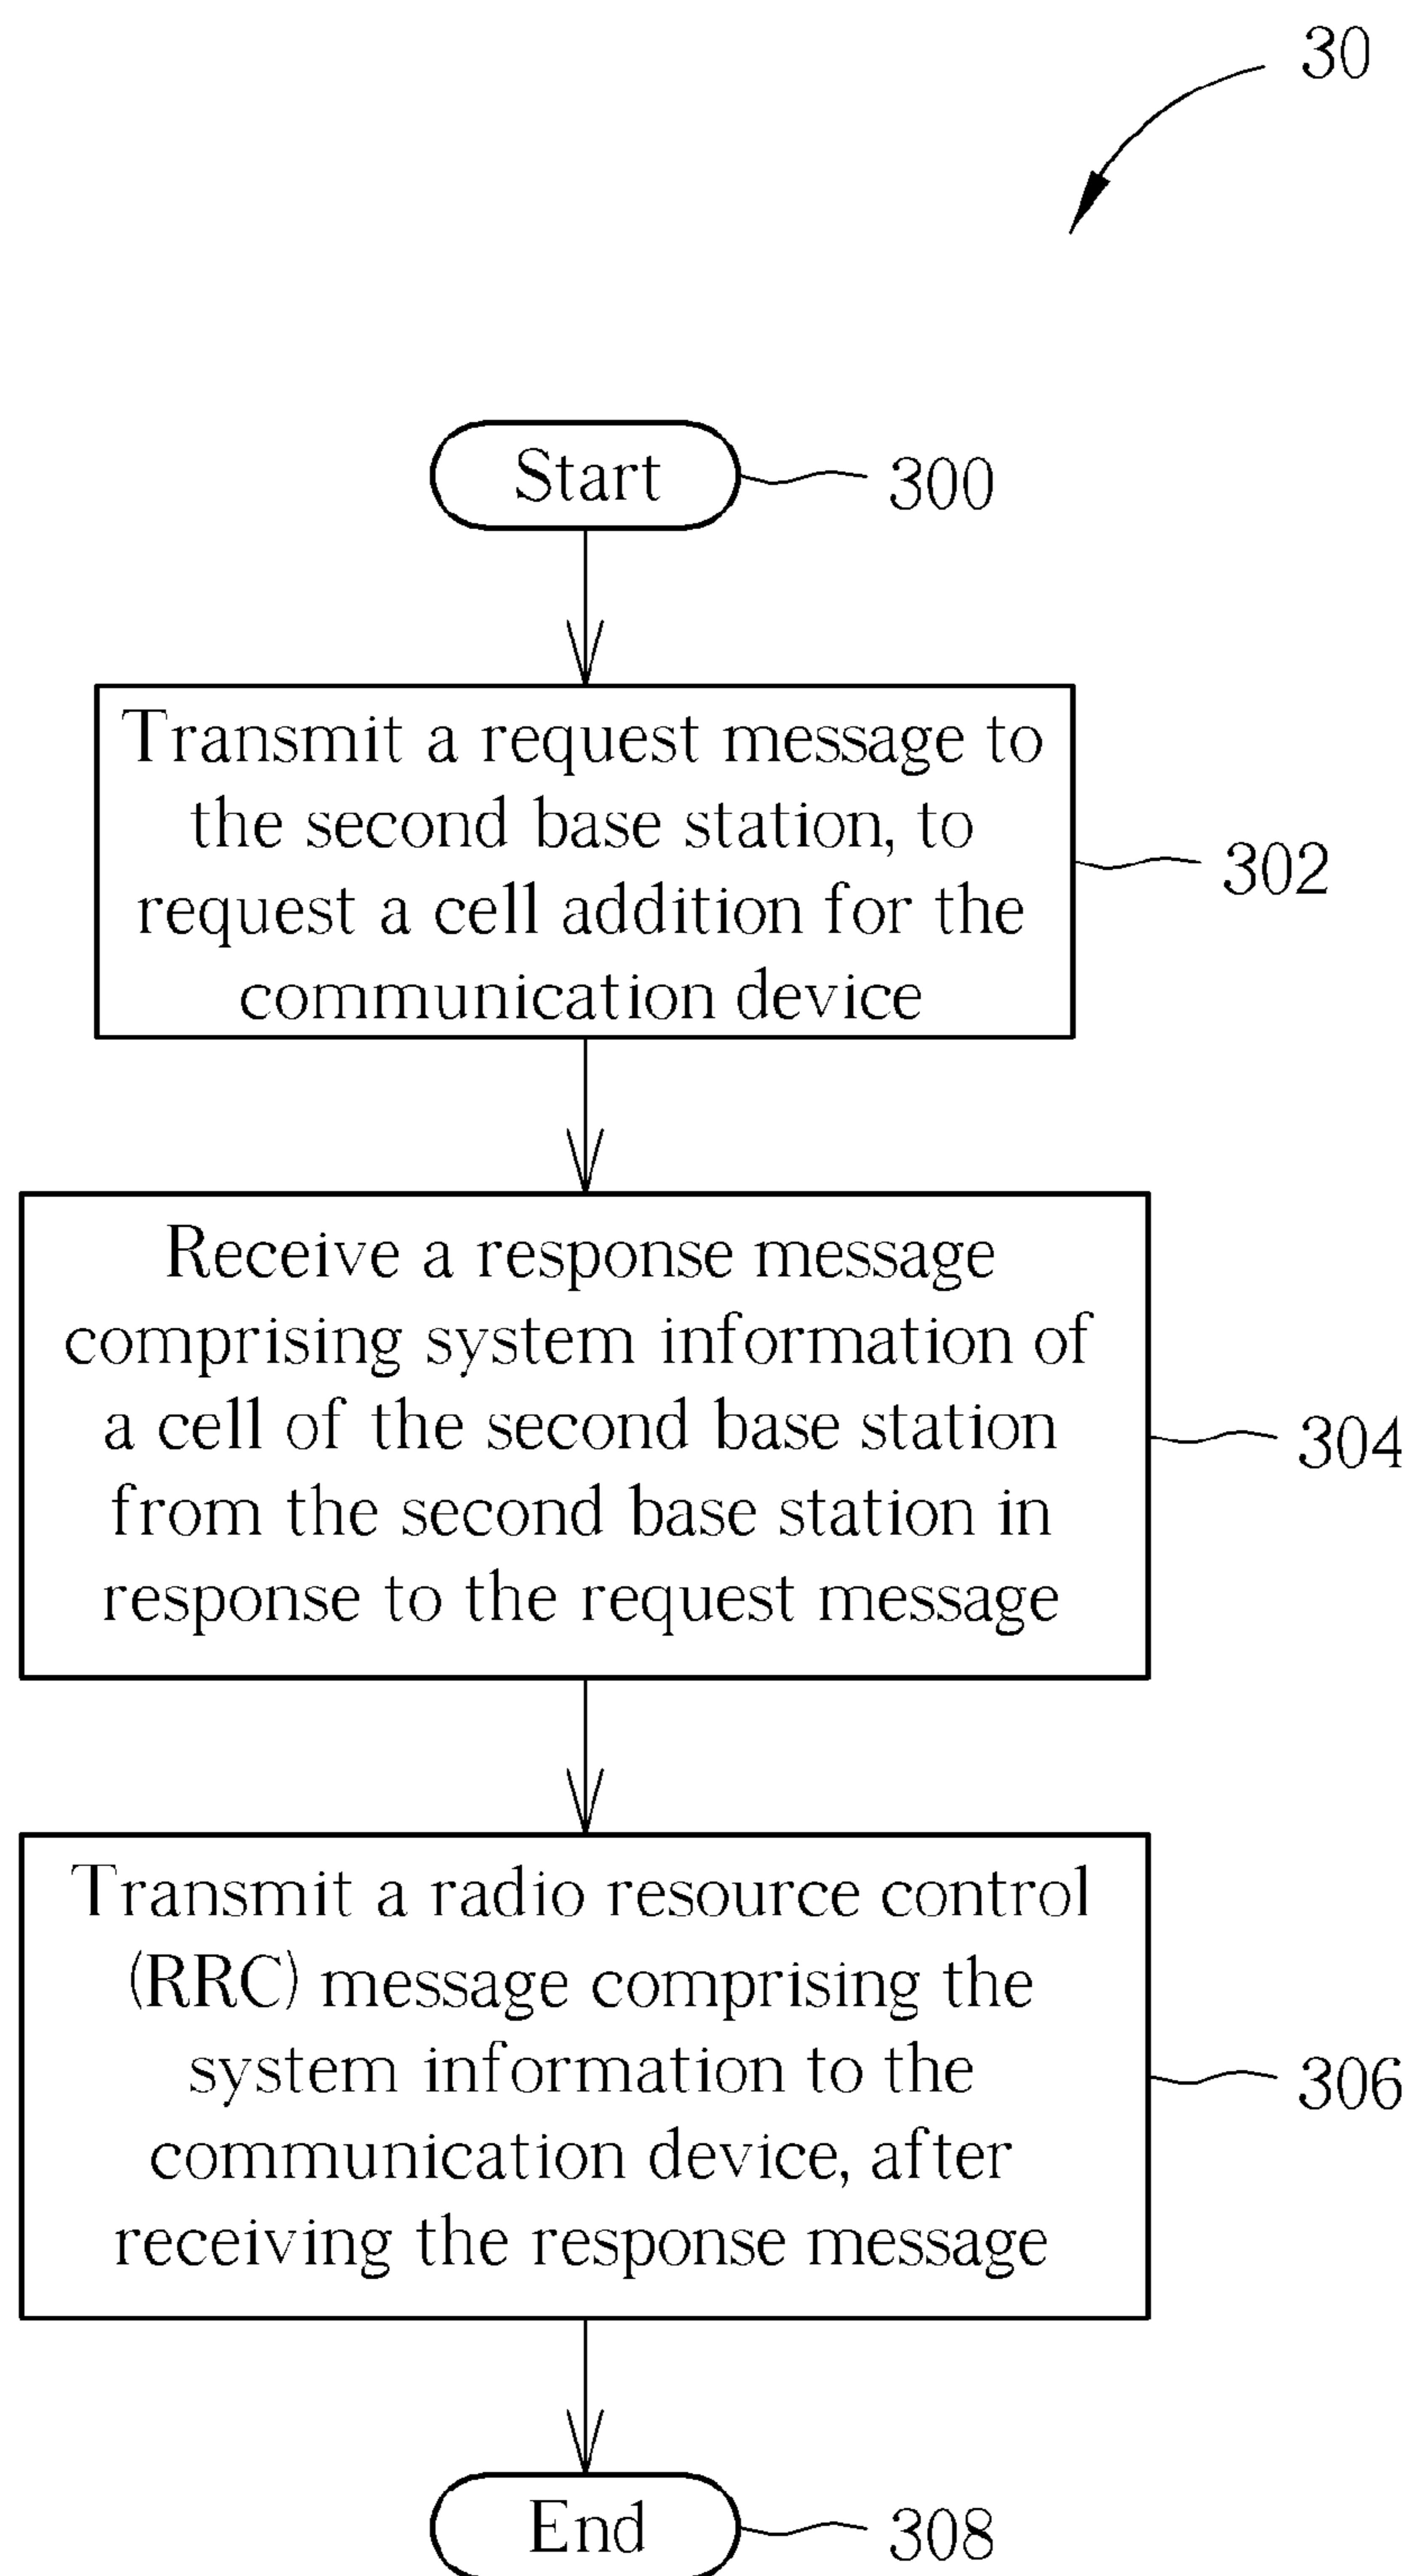 30
Start
300
Transmit a request message to
the second base station, to
request a cell addition for the
communication device
302
Receive a response message
comprising system information of
a cell of the second base station
from the second base station in
response to the request message
304
Transmit a radio resource control
(RRC) message comprising the
system information to the
communication device, after
receiving the response message
306
End
308